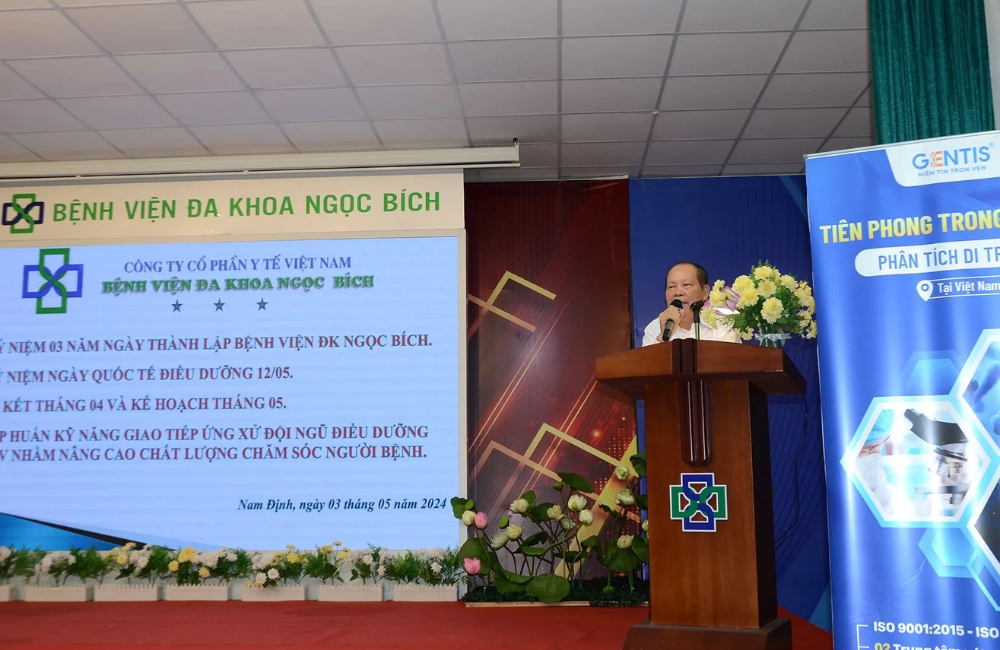 BỆNH VIỆN ĐA KHOA NGỌC BÍCH
CÔNG TY CỔ PHẦN Y TẾ VIỆT NAM
BỆNH VIỆN ĐA KHOA NGỌC BÍCH
NIỆM 03 NĂM NGÀY THÀNH LẬP BỆNH VIỆN ĐK NGỌC BÍCH.
NIỆM NGÀY QUỐC TẾ ĐIỀU DƯỠNG 12/05.
KẾT THÁNG 04 VÀ KẾ HOẠCH THÁNG 05.
P HUẤN KỸ NĂNG GIAO TIẾP ỨNG XỬ ĐỘI NGŨ ĐIỀU DƯỠNG
V NHẰM NÂNG CAO CHẤT LƯỢNG CHĂM SÓC NGƯỜI BỆNH.
Nam Định, ngày 03 tháng 05 năm 2024
GENTIS®
NIỀM TIN TRỌN VẸN
TIÊN PHONG TRONG
PHÂN TÍCH DI TR
Tại Việt Nam
ISO 9001:2015 - ISO
02 Trung tâm